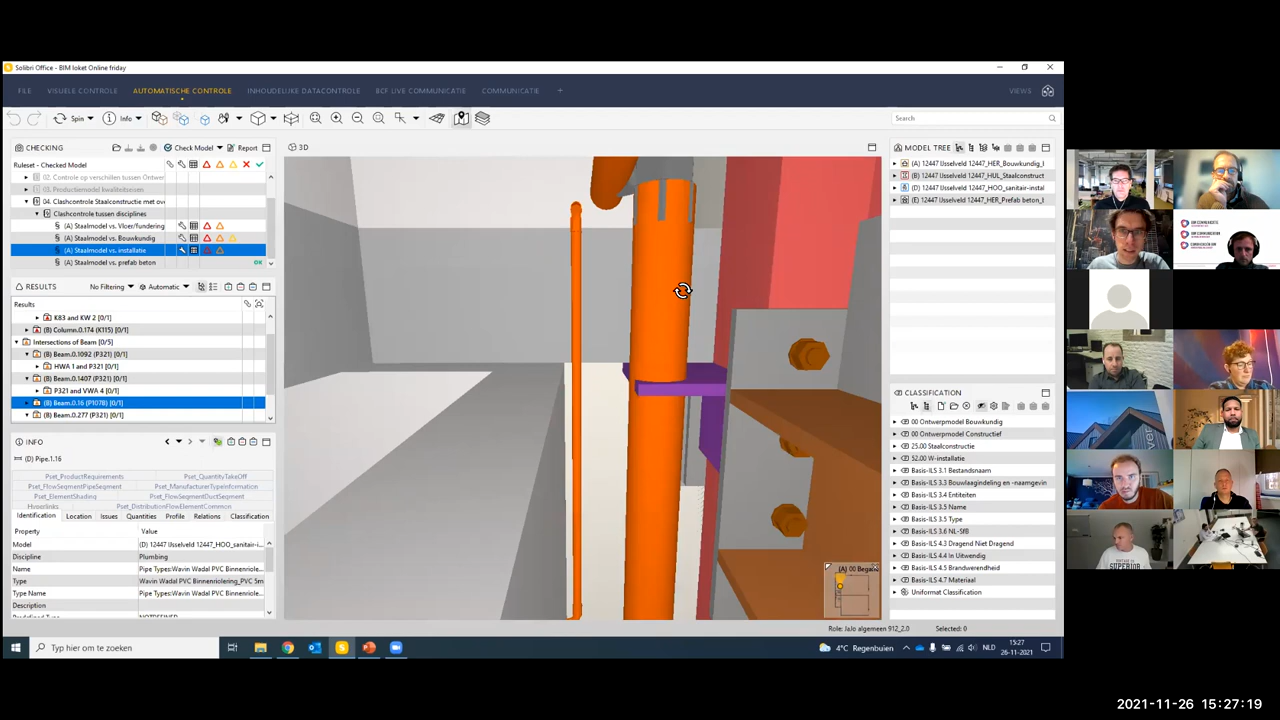 Solibri Office - BIM loket Online friday
FILE VISUELE CONTROLE AUTOMATISCHE CONTROLE INHOUDELIJKE DATACONTROLE BCF LIVE COMMUNICATIE COMMUNICATIE + VIEWS
Spin Info Search
CHECKING Check Model Report
Ruleset - Checked Model
02. Controle op verschillen tussen Ontwer
03. Productiemodel kwaliteitseisen
04. Clashcontrole Staalconstructie met ove
Clashcontrole tussen disciplines
§ (A) Staalmodel vs. Vloer/fundering
§ (A) Staalmodel vs. Bouwkundig
§ (A) Staalmodel vs. installatie
§ (A) Staalmodel vs. prefab beton OK
RESULTS No Filtering Automatic
Results
K83 and KW 2 [0/1]
(B) Column.0.174 (K115) [0/1]
Intersections of Beam [0/5]
(B) Beam.0.1092 (P321) [0/1]
HWA 1 and P321 [0/1]
(B) Beam.0.1407 (P321) [0/1]
P321 and VWA 4 [0/1]
(B) Beam.0.16 (P107B) [0/1]
(B) Beam.0.277 (P321) [0/1]
INFO
(D) Pipe.1.16
Pset_ProductRequirements Pset_QuantityTakeOff
Pset_FlowSegmentPipeSegment Pset_ManufacturerTypeInformation
Pset_ElementShading Pset_FlowSegmentDuctSegment
Hyperlinks Pset_DistributionFlowElementCommon
Identification Location Issues Quantities Profile Relations Classification
Property Value
Model (D) 12447 IJsselveld 12447_HOO_sanitair-i...
Discipline Plumbing
Name Pipe Types:Wavin Wadal PVC Binnenriole...
Type Wavin Wadal PVC Binnenriolering_PVC 5m
Type Name Pipe Types:Wavin Wadal PVC Binnenriole...
Description
3D
(A) 00 Began
MODEL TREE
(A) 12447 IJsselveld 12447_HER_Bouwkundig_
(B) 12447 IJsselveld 12447_HUL_Staalconstruct
(D) 12447 IJsselveld 12447_HOO_sanitair-instal
(E) 12447 IJsselveld 12447_HER_Prefab beton_
CLASSIFICATION
00 Ontwerpmodel Bouwkundig
00 Ontwerpmodel Constructief
25.00 Staalconstructie
52.00 W-installatie
Basis-ILS 3.1 Bestandsnaam
Basis-ILS 3.3 Bouwlaagindeling en -naamgevin
Basis-ILS 3.4 Entiteiten
Basis-ILS 3.5 Name
Basis-ILS 3.5 Type
Basis-ILS 3.6 NL-SfB
Basis-ILS 4.3 Dragend Niet Dragend
Basis-ILS 4.4 In Uitwendig
Basis-ILS 4.5 Brandwerendheid
Basis-ILS 4.7 Materiaal
Uniformat Classification
Role: JaJo algemeen 912_2.0 Selected: 0
Typ hier om te zoeken
4°C Regenbuien NLD 15:27
26-11-2021
2021-11-26 15:27:19